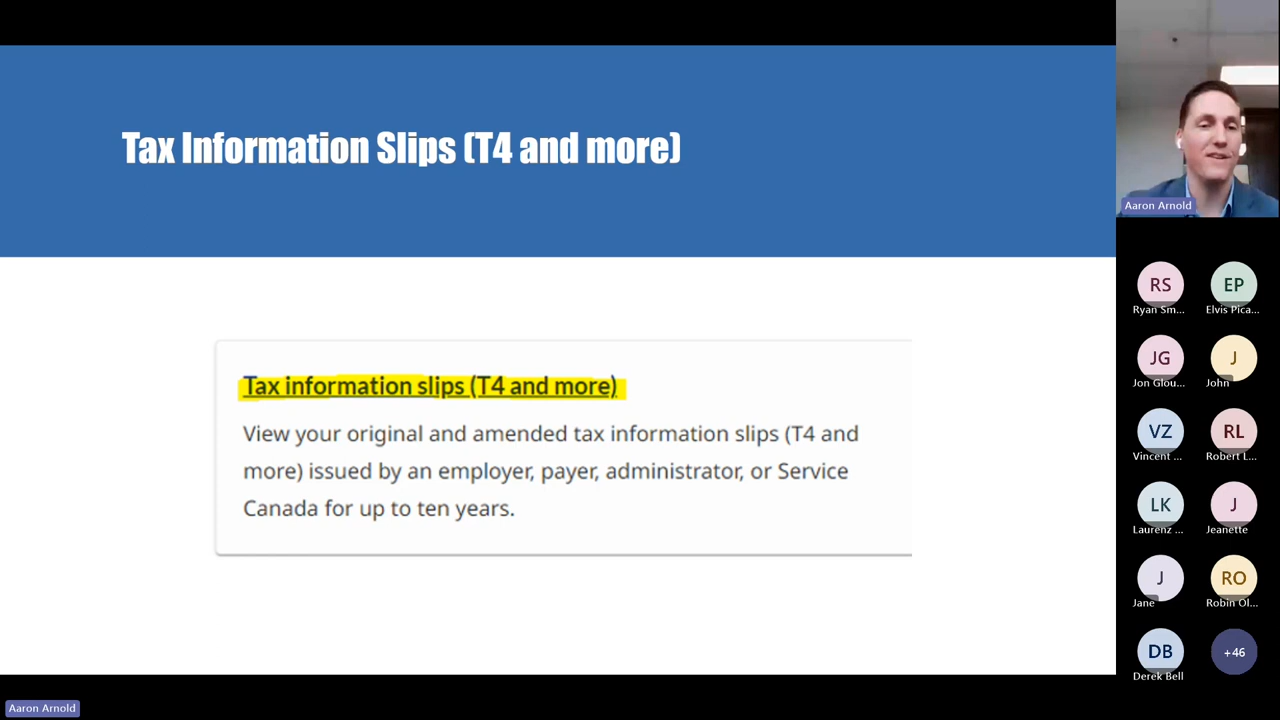 Tax Information Slips (T4 and more)
Tax information slips (T4 and more)
View your original and amended tax information slips (T4 and
more) issued by an employer, payer, administrator, or Service
Canada for up to ten years.
Aaron Arnold
RS
Ryan Sm...
EP
Elvis Pica...
JG
Jon Glou...
J
John
VZ
Vincent ...
RL
Robert L...
LK
Laurenz ...
J
Jeanette
J
Jane
RO
Robin Ol...
DB
Derek Bell
+46
Aaron Arnold